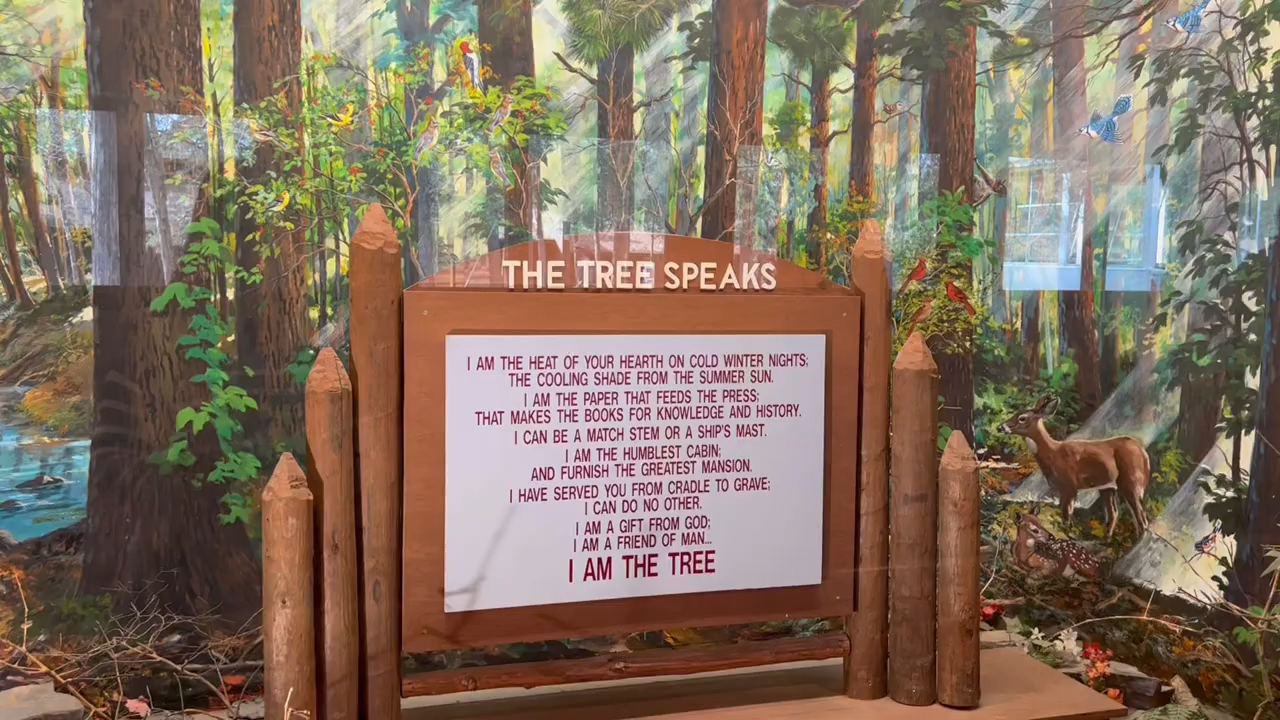 THE TREE SPEAKS
I AM THE HEAT OF YOUR HEARTH ON COLD WINTER NIGHTS;
THE COOLING SHADE FROM THE SUMMER SUN.
I AM THE PAPER THAT FEEDS THE PRESS;
THAT MAKES THE BOOKS FOR KNOWLEDGE AND HISTORY.
I CAN BE A MATCH STEM OR A SHIP'S MAST.
I AM THE HUMBLEST CABIN;
AND FURNISH THE GREATEST MANSION.
I HAVE SERVED YOU FROM CRADLE TO GRAVE;
I CAN DO NO OTHER.
I AM A GIFT FROM GOD;
I AM A FRIEND OF MAN...
I AM THE TREE